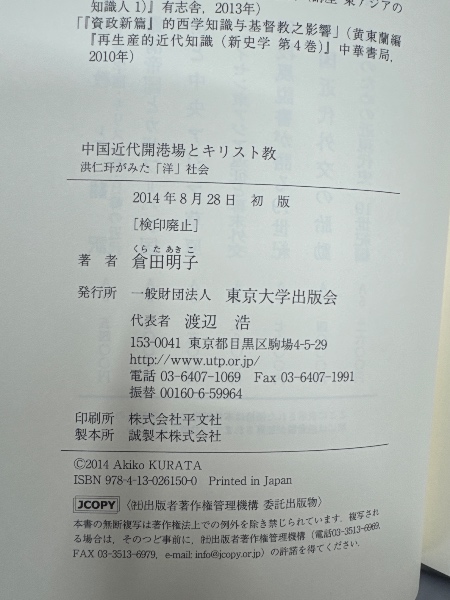 知識人 1）』有志舎, 2013年）
「『資政新篇』的西学知識与基督教之影響」（黄東蘭編
『再生産的近代知識（新史学 第4巻）』中華書局,
2010年）
中国近代開港場とキリスト教
洪仁玕がみた「洋」社会
2014年8月28日 初 版
［検印廃止］
くら た あき こ
著 者 倉田明子
発行所 一般財団法人 東京大学出版会
代表者 渡辺 浩
153-0041 東京都目黒区駒場4-5-29
http://www.utp.or.jp/
電話 03-6407-1069 Fax 03-6407-1991
振替 00160-6-59964
印刷所 株式会社平文社
製本所 誠製本株式会社
©2014 Akiko KURATA
ISBN 978-4-13-026150-0 Printed in Japan
JCOPY 〈㈳出版者著作権管理機構 委託出版物〉
本書の無断複写は著作権法上での例外を除き禁じられています. 複写され
る場合は, そのつど事前に, ㈳出版者著作権管理機構（電話03-3513-6969,
FAX 03-3513-6979, e-mail: info@jcopy.or.jp）の許諾を得てください.